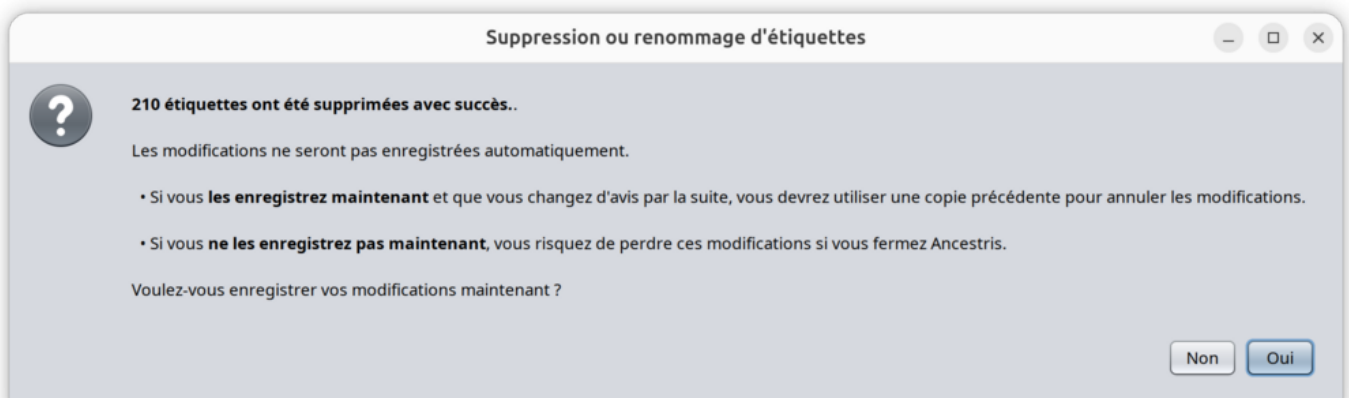 Suppression ou renommage d'étiquettes
?
210 étiquettes ont été supprimées avec succès..
Les modifications ne seront pas enregistrées automatiquement.
• Si vous les enregistrez maintenant et que vous changez d'avis par la suite, vous devrez utiliser une copie précédente pour annuler les modifications.
• Si vous ne les enregistrez pas maintenant, vous risquez de perdre ces modifications si vous fermez Ancestris.
Voulez-vous enregistrer vos modifications maintenant ?
Non Oui